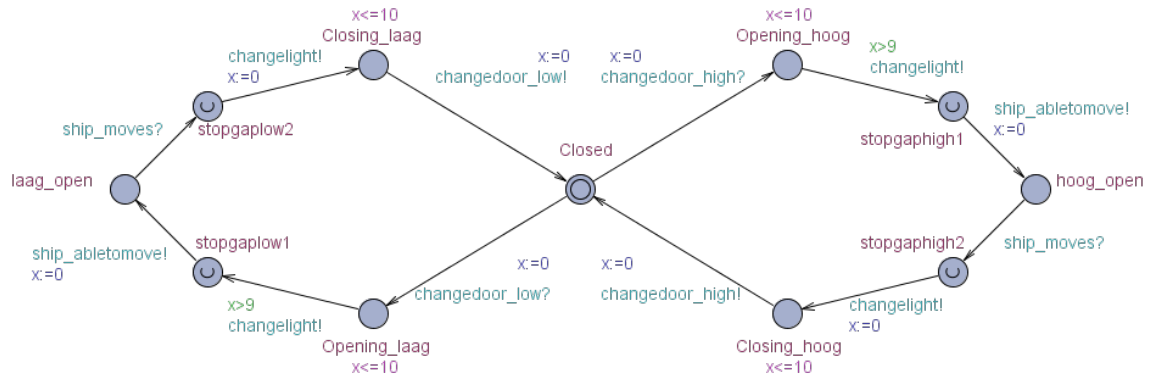 x<=10
Closing_laag
changelight!
x:=0
x:=0
changedoor_low!
ship_moves?
stopgaplow2
laag_open
ship_abletomove!
x:=0
stopgaplow1
x>9
changelight!
x:=0
changedoor_low?
Opening_laag
x<=10
Closed
x<=10
Opening_hoog
x:=0
changedoor_high?
x>9
changelight!
ship_abletomove!
x:=0
stopgaphigh1
hoog_open
stopgaphigh2
ship_moves?
x:=0
changedoor_high!
changelight!
x:=0
Closing_hoog
x<=10